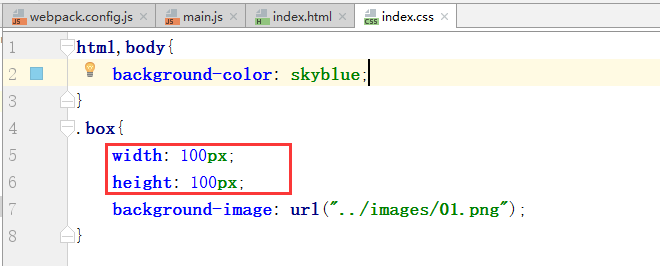 webpack.config.js main.js index.html index.css
1 html,body{
2 background-color: skyblue;
3 }
4 .box{
5 width: 100px;
6 height: 100px;
7 background-image: url("../images/01.png");
8 }